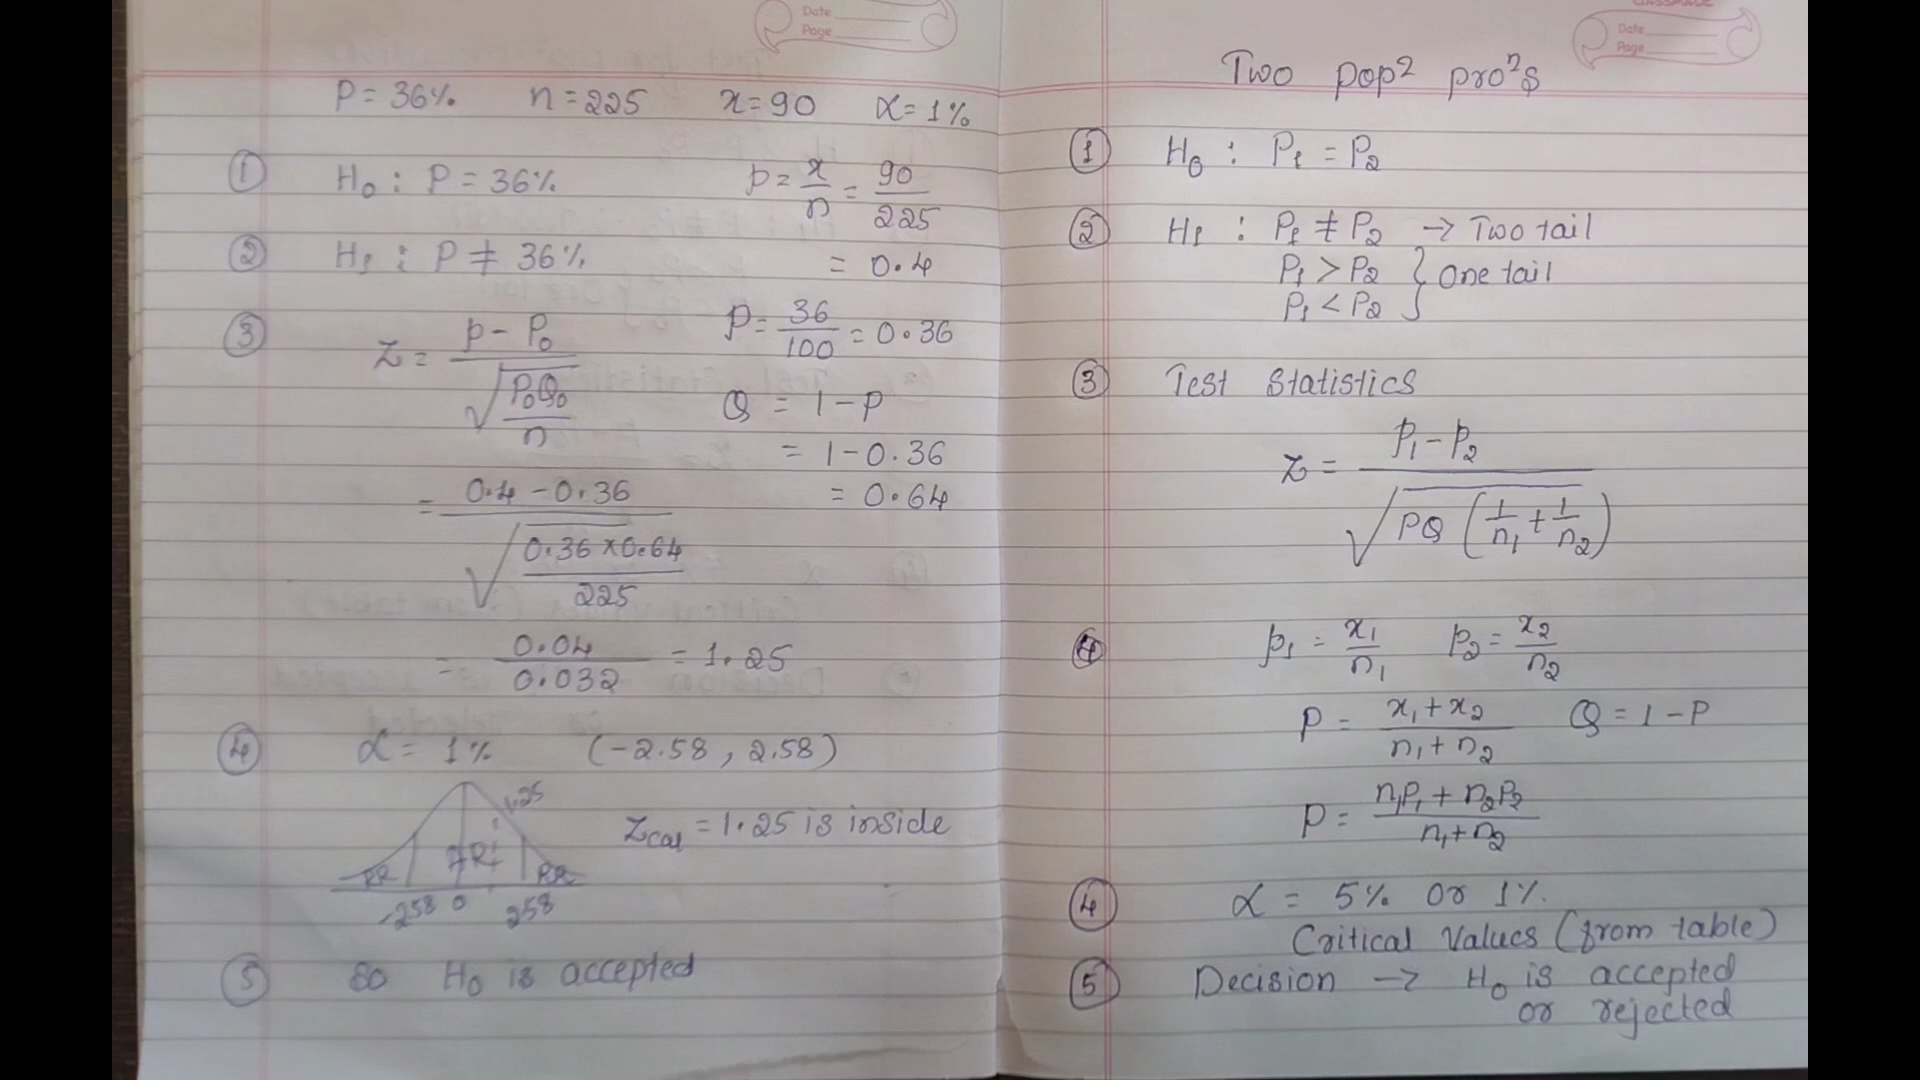 Date
Page
P = 36% n = 225 x = 90 α = 1%
① H₀ : P = 36% p = x/n = 90/225
② H₁ : P ≠ 36% = 0.4
③ z = (p - P₀)/√(P₀Q₀/n) P = 36/100 = 0.36
Q = 1 - P
= 1 - 0.36
= (0.4 - 0.36)/√((0.36 x 0.64)/225) = 0.64
= 0.04/0.032 = 1.25
④ α = 1% (-2.58, 2.58)
1.25
z cal = 1.25 is inside
RR AR RR
-258 0 258
⑤ So H₀ is accepted
classmate
Date
Page
Two pop² pro²s
① H₀ : P₁ = P₂
② H₁ : P₁ ≠ P₂ → Two tail
P₁ > P₂ } One tail
P₁ < P₂
③ Test Statistics
z = (p₁ - p₂)/√(PQ (1/n₁ + 1/n₂))
④ p₁ = x₁/n₁ p₂ = x₂/n₂
P = (x₁ + x₂)/(n₁ + n₂) Q = 1 - P
P = (n₁p₁ + n₂p₂)/(n₁ + n₂)
④ α = 5% or 1%.
Critical Values (from table)
⑤ Decision → H₀ is accepted
or rejected